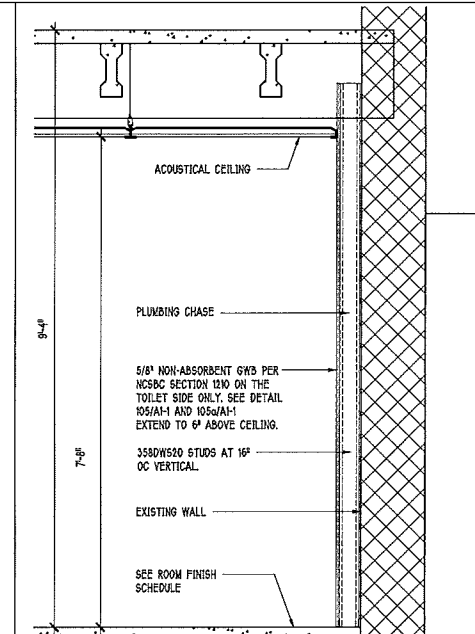 ACOUSTICAL CEILING
PLUMBING CHASE
9'-4"
5/8" NON-ABSORBENT GWB PER
NCSBC SECTION 1210 ON THE
TOILET SIDE ONLY. SEE DETAIL
105/A1-1 AND 105a/A1-1
EXTEND TO 6" ABOVE CEILING.
7'-8"
358DWS20 STUDS AT 16"
OC VERTICAL
EXISTING WALL
SEE ROOM FINISH
SCHEDULE